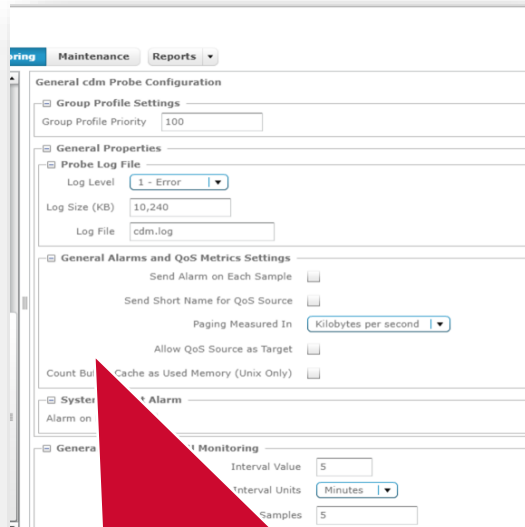 oring Maintenance Reports
General cdm Probe Configuration
Group Profile Settings
Group Profile Priority 100
General Properties
Probe Log File
Log Level 1 - Error
Log Size (KB) 10,240
Log File cdm.log
General Alarms and QoS Metrics Settings
Send Alarm on Each Sample
Send Short Name for QoS Source
Paging Measured In Kilobytes per second
Allow QoS Source as Target
Count Bu Cache as Used Memory (Unix Only)
Syste t Alarm
Alarm on
Genera Monitoring
Interval Value 5
Interval Units Minutes
Samples 5